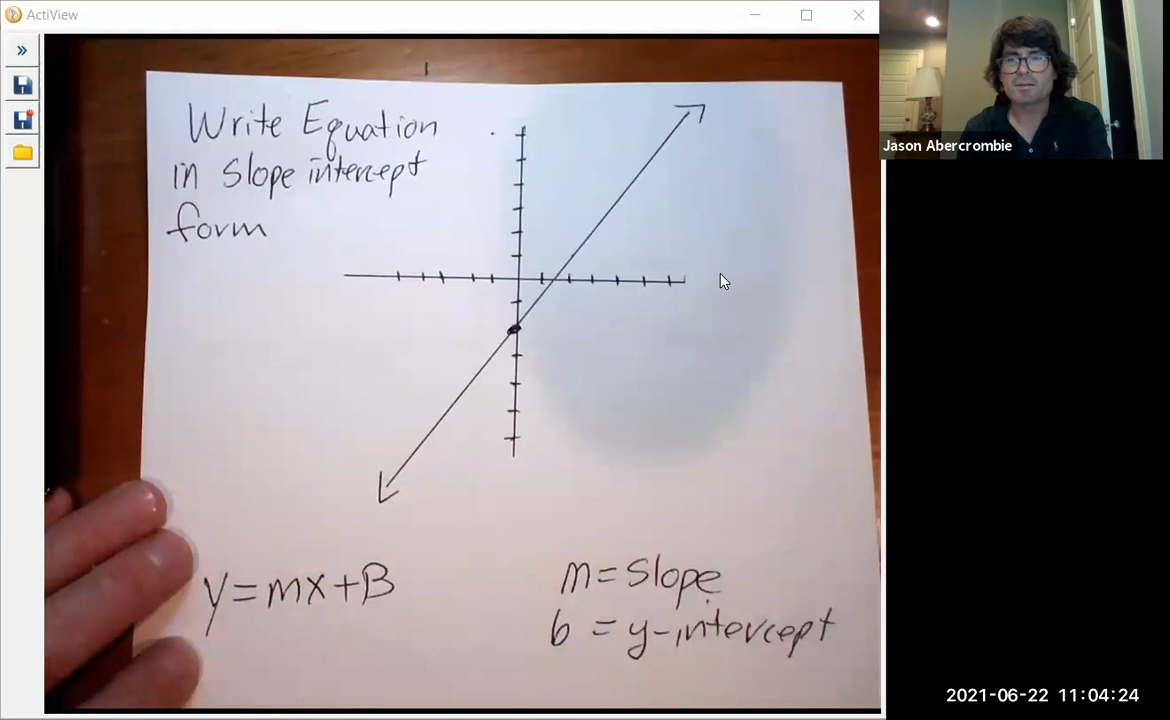 ActiView
Write Equation
in Slope intercept
form
y=mx+B
m=Slope
b = y-intercept
Jason Abercrombie
2021-06-22 11:04:24